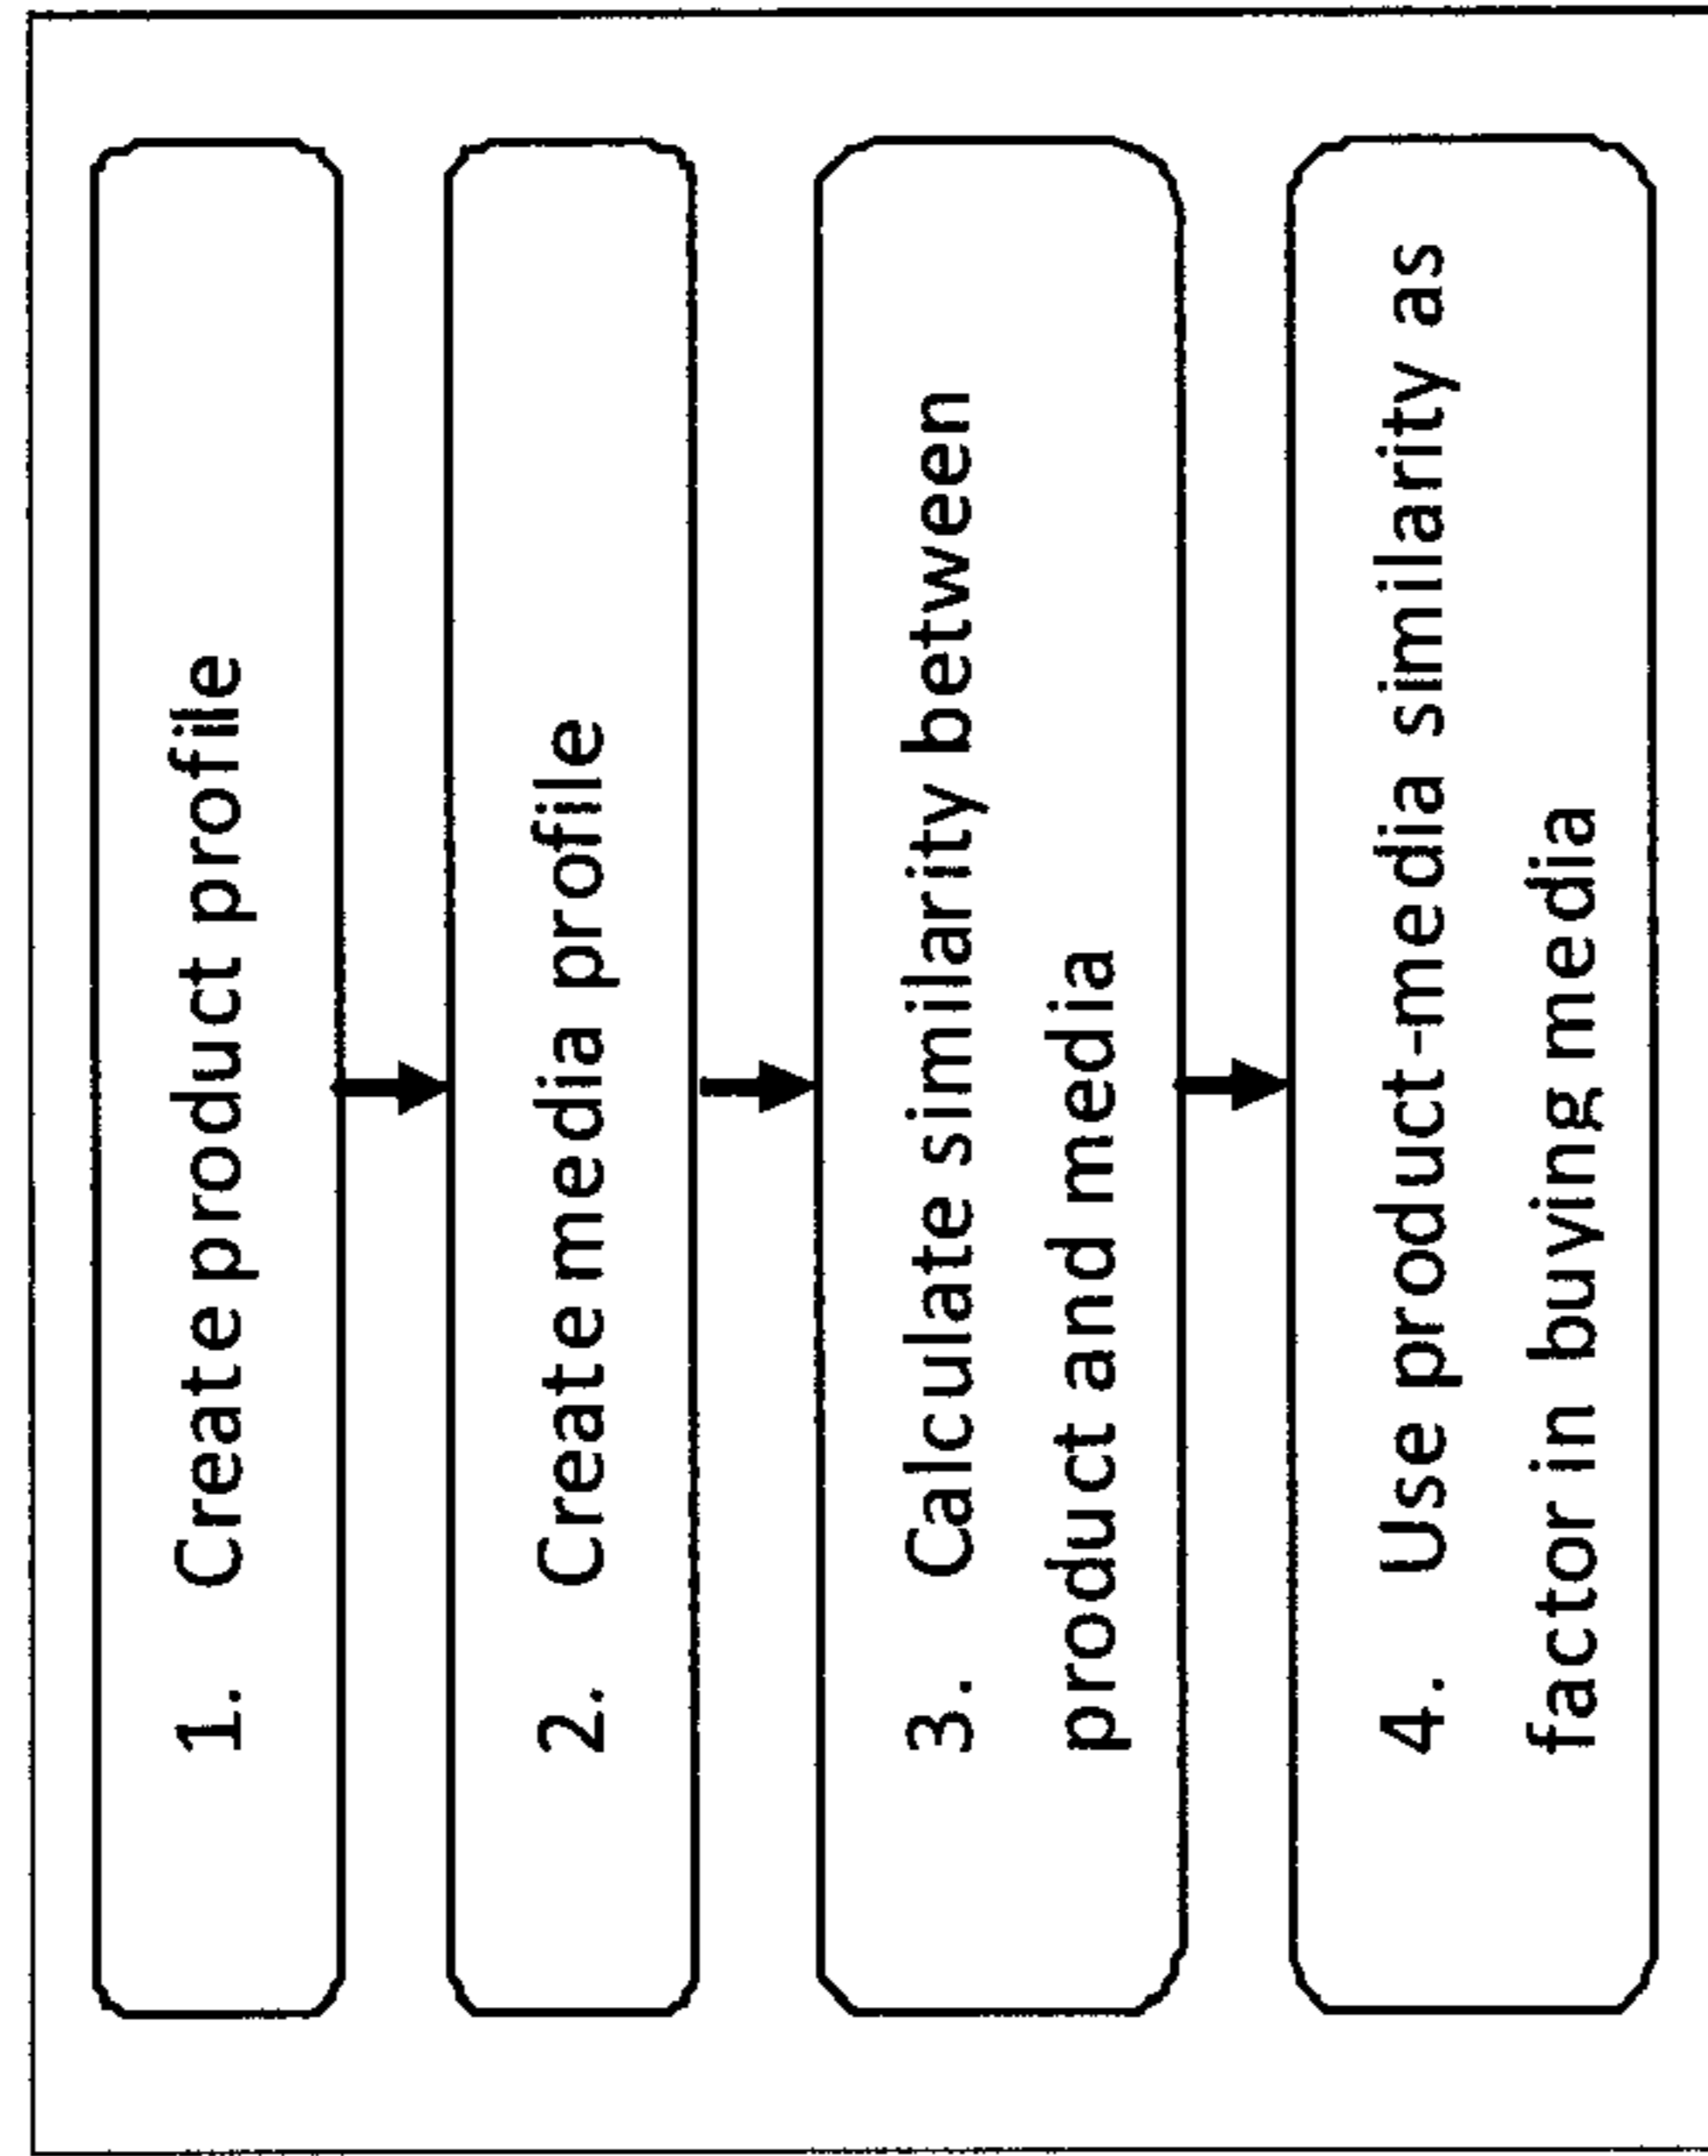 1. Create product profile
2. Create media profile
3. Calculate similarity between
product and media
4. Use product-media similarity as
factor in buying media